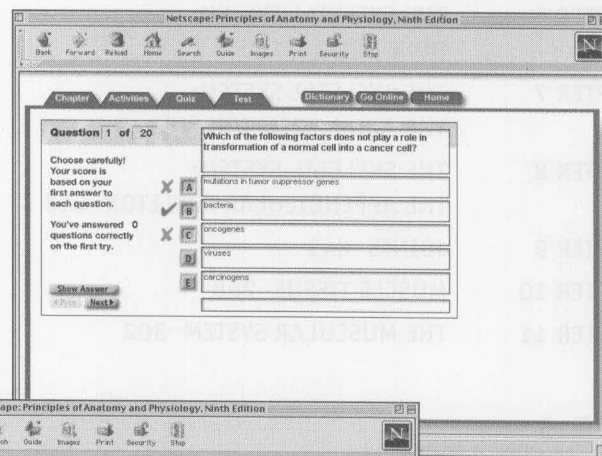 Netscape: Principles of Anatomy and Physiology, Ninth Edition
Back Forward Reload Home Search Guide Images Print Security Stop
N
Chapter Activities Quiz Test Dictionary Go Online Home
Question 1 of 20
Choose carefully!
Your score is
based on your
first answer to
each question.
You've answered 0
questions correctly
on the first try.
Show Answer
Prev Next
Which of the following factors does not play a role in
transformation of a normal cell into a cancer cell?
A mutations in tumor suppressor genes
B bacteria
C oncogenes
D viruses
E carcinogens
ape: Principles of Anatomy and Physiology, Ninth Edition
ch Guide Images Print Security Stop
N